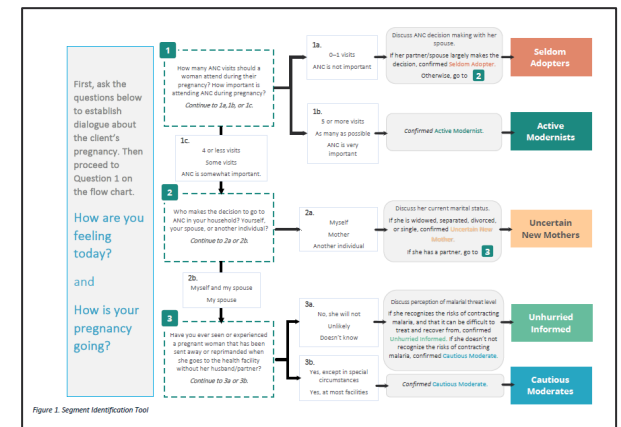 First, ask the
questions below
to establish
dialogue about
the client's
pregnancy. Then
proceed to
Question 1 on
the flow chart.
How are you
feeling
today?
and
How is your
pregnancy
going?
1
How many ANC visits should a
woman attend during their
pregnancy? How important is
attending ANC during pregnancy?
Continue to 1a,1b, or 1c.
1a.
0–1 visits
ANC is not important
Discuss ANC decision making with her
spouse.
If her partner/spouse largely makes the
decision, confirmed Seldom Adopter.
Otherwise, go to 2
Seldom
Adopters
1b.
5 or more visits
As many as possible
ANC is very
important
Confirmed Active Modernist.
Active
Modernists
1c.
4 or less visits
Some visits
ANC is somewhat important.
2
Who makes the decision to go to
ANC in your household? Yourself,
your spouse, or another individual?
Continue to 2a or 2b.
2a.
Myself
Mother
Another individual
Discuss her current marital status.
If she is widowed, separated, divorced,
or single, confirmed Uncertain New
Mother.
If she has a partner, go to 3
Uncertain
New Mothers
2b.
Myself and my spouse
My spouse
3
Have you ever seen or experienced
a pregnant woman that has been
sent away or reprimanded when
she goes to the health facility
without her husband/partner?
Continue to 3a or 3b.
3a.
No, she will not
Unlikely
Doesn't know
Discuss perception of malarial threat level
If she recognizes the risks of contracting
malaria, and that it can be difficult to
treat and recover from, confirmed
Unhurried Informed. If she doesn't not
recognize the risks of contracting
malaria, confirmed Cautious Moderate.
Unhurried
Informed
3b.
Yes, except in special
circumstances
Yes, at most facilities
Confirmed Cautious Moderate.
Cautious
Moderates
Figure 1. Segment Identification Tool